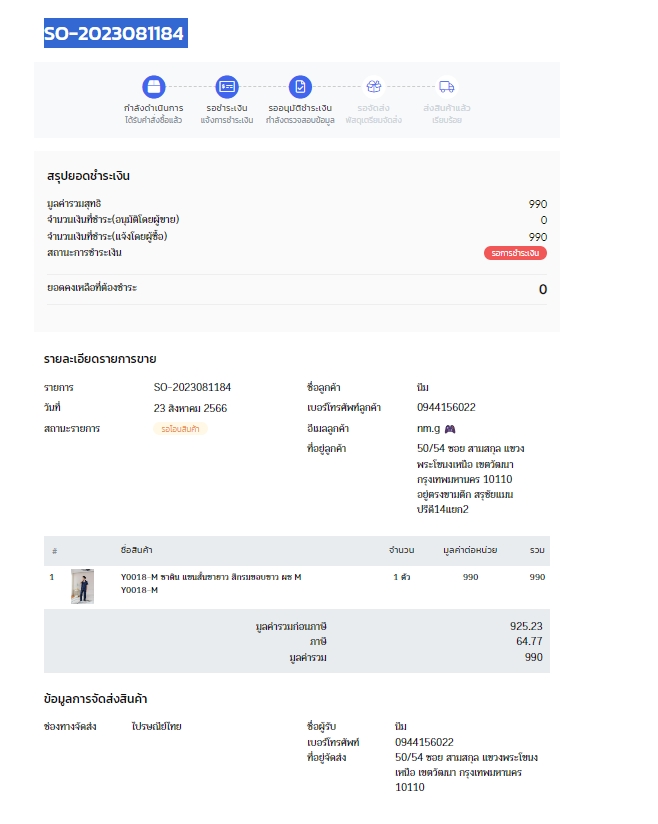 SO-2023081184
กำลังดำเนินการ
ได้รับคำสั่งซื้อแล้ว
รอชำระเงิน
แจ้งการชำระเงิน
รออนุมัติชำระเงิน
กำลังตรวจสอบข้อมูล
รอจัดส่ง
พัสดุเตรียมจัดส่ง
ส่งสินค้าแล้ว
เรียบร้อย
สรุปยอดชำระเงิน
มูลค่ารวมสุทธิ 990
จำนวนเงินที่ชำระ(อนุมัติโดยผู้ขาย) 0
จำนวนเงินที่ชำระ(แจ้งโดยผู้ซื้อ) 990
สถานะการชำระเงิน รอการชำระเงิน
ยอดคงเหลือที่ต้องชำระ 0
รายละเอียดรายการขาย
รายการ SO-2023081184
วันที่ 23 สิงหาคม 2566
สถานะรายการ รอโอนสินค้า
ชื่อลูกค้า นีม
เบอร์โทรศัพท์ลูกค้า 0944156022
อีเมลลูกค้า nm.g
ที่อยู่ลูกค้า 50/54 ซอย สามสกุล แขวง
พระโขนงเหนือ เขตวัฒนา
กรุงเทพมหานคร 10110
อยู่ตรงข้ามตึก สรชัยแมน
ปรีดี14แยก2
# ชื่อสินค้า จำนวน มูลค่าต่อหน่วย รวม
1 Y0018-M ซาติน แขนสั้นขายาว สีกรมขอบขาว ผช M 1 ตัว 990 990
Y0018-M
มูลค่ารวมก่อนภาษี 925.23
ภาษี 64.77
มูลค่ารวม 990
ข้อมูลการจัดส่งสินค้า
ช่องทางจัดส่ง ไปรษณีย์ไทย
ชื่อผู้รับ นีม
เบอร์โทรศัพท์ 0944156022
ที่อยู่จัดส่ง 50/54 ซอย สามสกุล แขวงพระโขนง
เหนือ เขตวัฒนา กรุงเทพมหานคร
10110